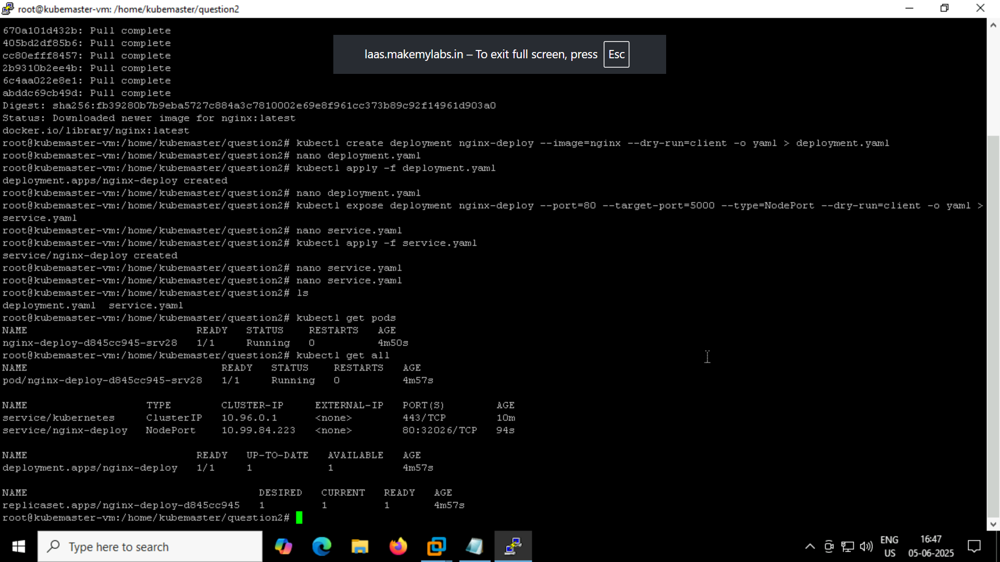 root@kubemaster-vm: /home/kubemaster/question2
670a101d432b: Pull complete
405bd2df85b6: Pull complete
cc80efff8457: Pull complete
2b9310b2ee4b: Pull complete
6c4aa022e8e1: Pull complete
abddc69cb49d: Pull complete
laas.makemylabs.in – To exit full screen, press Esc
Digest: sha256:fb39280b7b9eba5727c884a3c7810002e69e8f961cc373b89c92f14961d903a0
Status: Downloaded newer image for nginx:latest
docker.io/library/nginx:latest
root@kubemaster-vm:/home/kubemaster/question2# kubectl create deployment nginx-deploy --image=nginx --dry-run=client -o yaml > deployment.yaml
root@kubemaster-vm:/home/kubemaster/question2# nano deployment.yaml
root@kubemaster-vm:/home/kubemaster/question2# kubectl apply -f deployment.yaml
deployment.apps/nginx-deploy created
root@kubemaster-vm:/home/kubemaster/question2# nano deployment.yaml
root@kubemaster-vm:/home/kubemaster/question2# kubectl expose deployment nginx-deploy --port=80 --target-port=5000 --type=NodePort --dry-run=client -o yaml >
service.yaml
root@kubemaster-vm:/home/kubemaster/question2# nano service.yaml
root@kubemaster-vm:/home/kubemaster/question2# kubectl apply -f service.yaml
service/nginx-deploy created
root@kubemaster-vm:/home/kubemaster/question2# nano service.yaml
root@kubemaster-vm:/home/kubemaster/question2# nano service.yaml
root@kubemaster-vm:/home/kubemaster/question2# ls
deployment.yaml  service.yaml
root@kubemaster-vm:/home/kubemaster/question2# kubectl get pods
NAME                           READY   STATUS    RESTARTS   AGE
nginx-deploy-d845cc945-srv28   1/1     Running   0          4m50s
root@kubemaster-vm:/home/kubemaster/question2# kubectl get all
NAME                               READY   STATUS    RESTARTS   AGE
pod/nginx-deploy-d845cc945-srv28   1/1     Running   0          4m57s
NAME                   TYPE        CLUSTER-IP     EXTERNAL-IP   PORT(S)        AGE
service/kubernetes     ClusterIP   10.96.0.1      <none>        443/TCP        10m
service/nginx-deploy   NodePort    10.99.84.223   <none>        80:32026/TCP   94s
NAME                           READY   UP-TO-DATE   AVAILABLE   AGE
deployment.apps/nginx-deploy   1/1     1            1           4m57s
NAME                                     DESIRED   CURRENT   READY   AGE
replicaset.apps/nginx-deploy-d845cc945   1         1         1       4m57s
root@kubemaster-vm:/home/kubemaster/question2#
Type here to search
ENG
US
16:47
05-06-2025